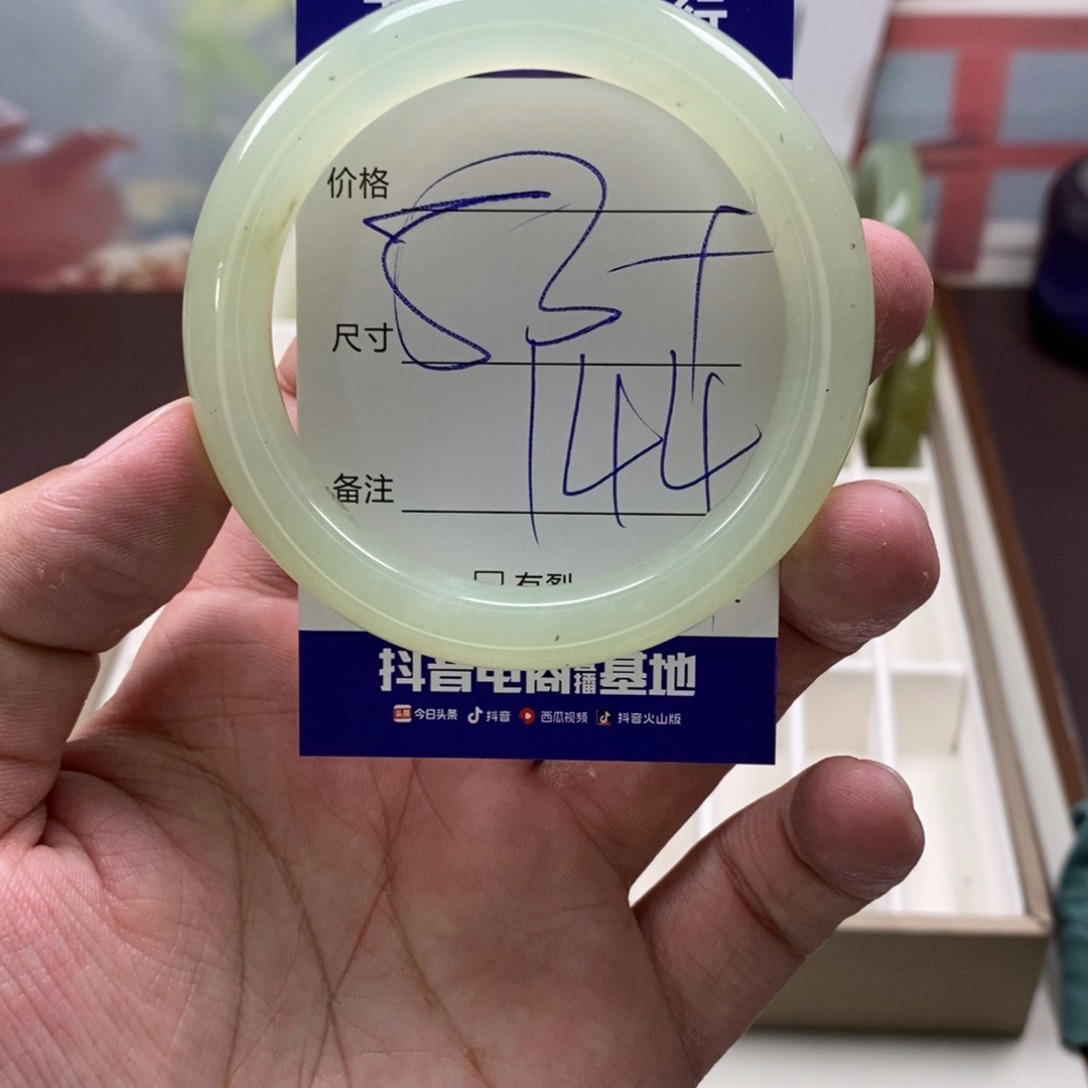 价格
尺寸
144
备注
抖音电商直播基地
今日头条 抖音 西瓜视频 抖音火山版